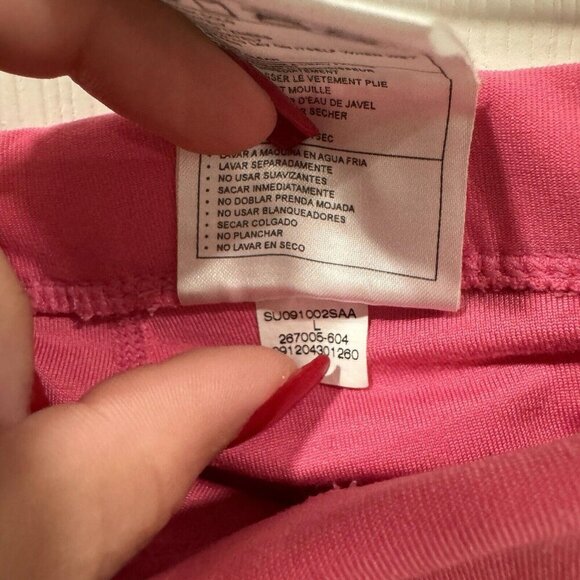 SSER LE VETEMENT PLIE
T MOUILLE
D'EAU DE JAVEL
SECHER
SEC
• LAVAR A MAQUINA EN AGUA FRIA
• LAVAR SEPARADAMENTE
• NO USAR SUAVIZANTES
• SACAR INMEDIATAMENTE
• NO DOBLAR PRENDA MOJADA
• NO USAR BLANQUEADORES
• SECAR COLGADO
• NO PLANCHAR
• NO LAVAR EN SECO
SU091002SAA
L
267005-604
091204301260